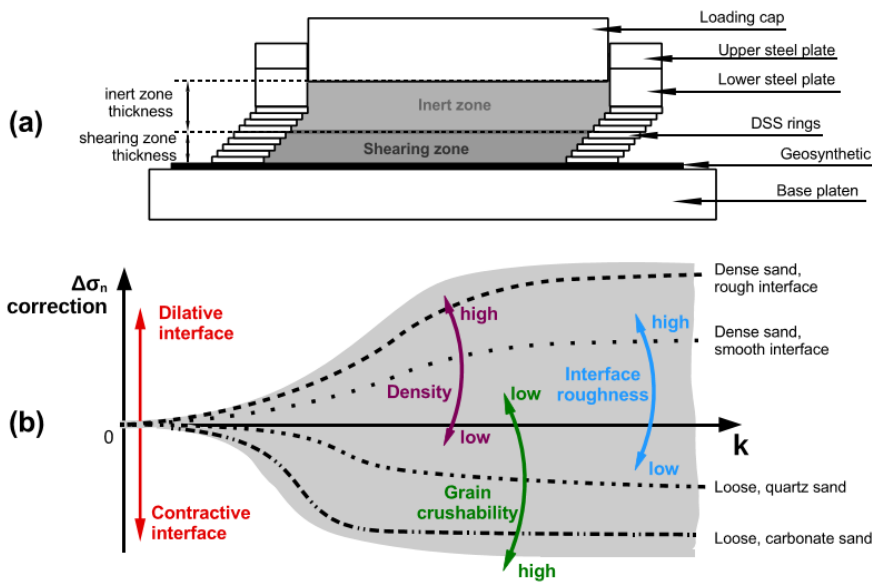 Loading cap
Upper steel plate
Lower steel plate
inert zone
thickness
Inert zone
(a)
DSS rings
shearing zone
thickness
Shearing zone
Geosynthetic
Base platen
Δσn
correction
Dilative
interface
Dense sand,
rough interface
high
high
Dense sand,
smooth interface
Density
low
Interface
roughness
(b)
0
low
k
low
Grain
crushability
Loose, quartz sand
Contractive
interface
Loose, carbonate sand
high